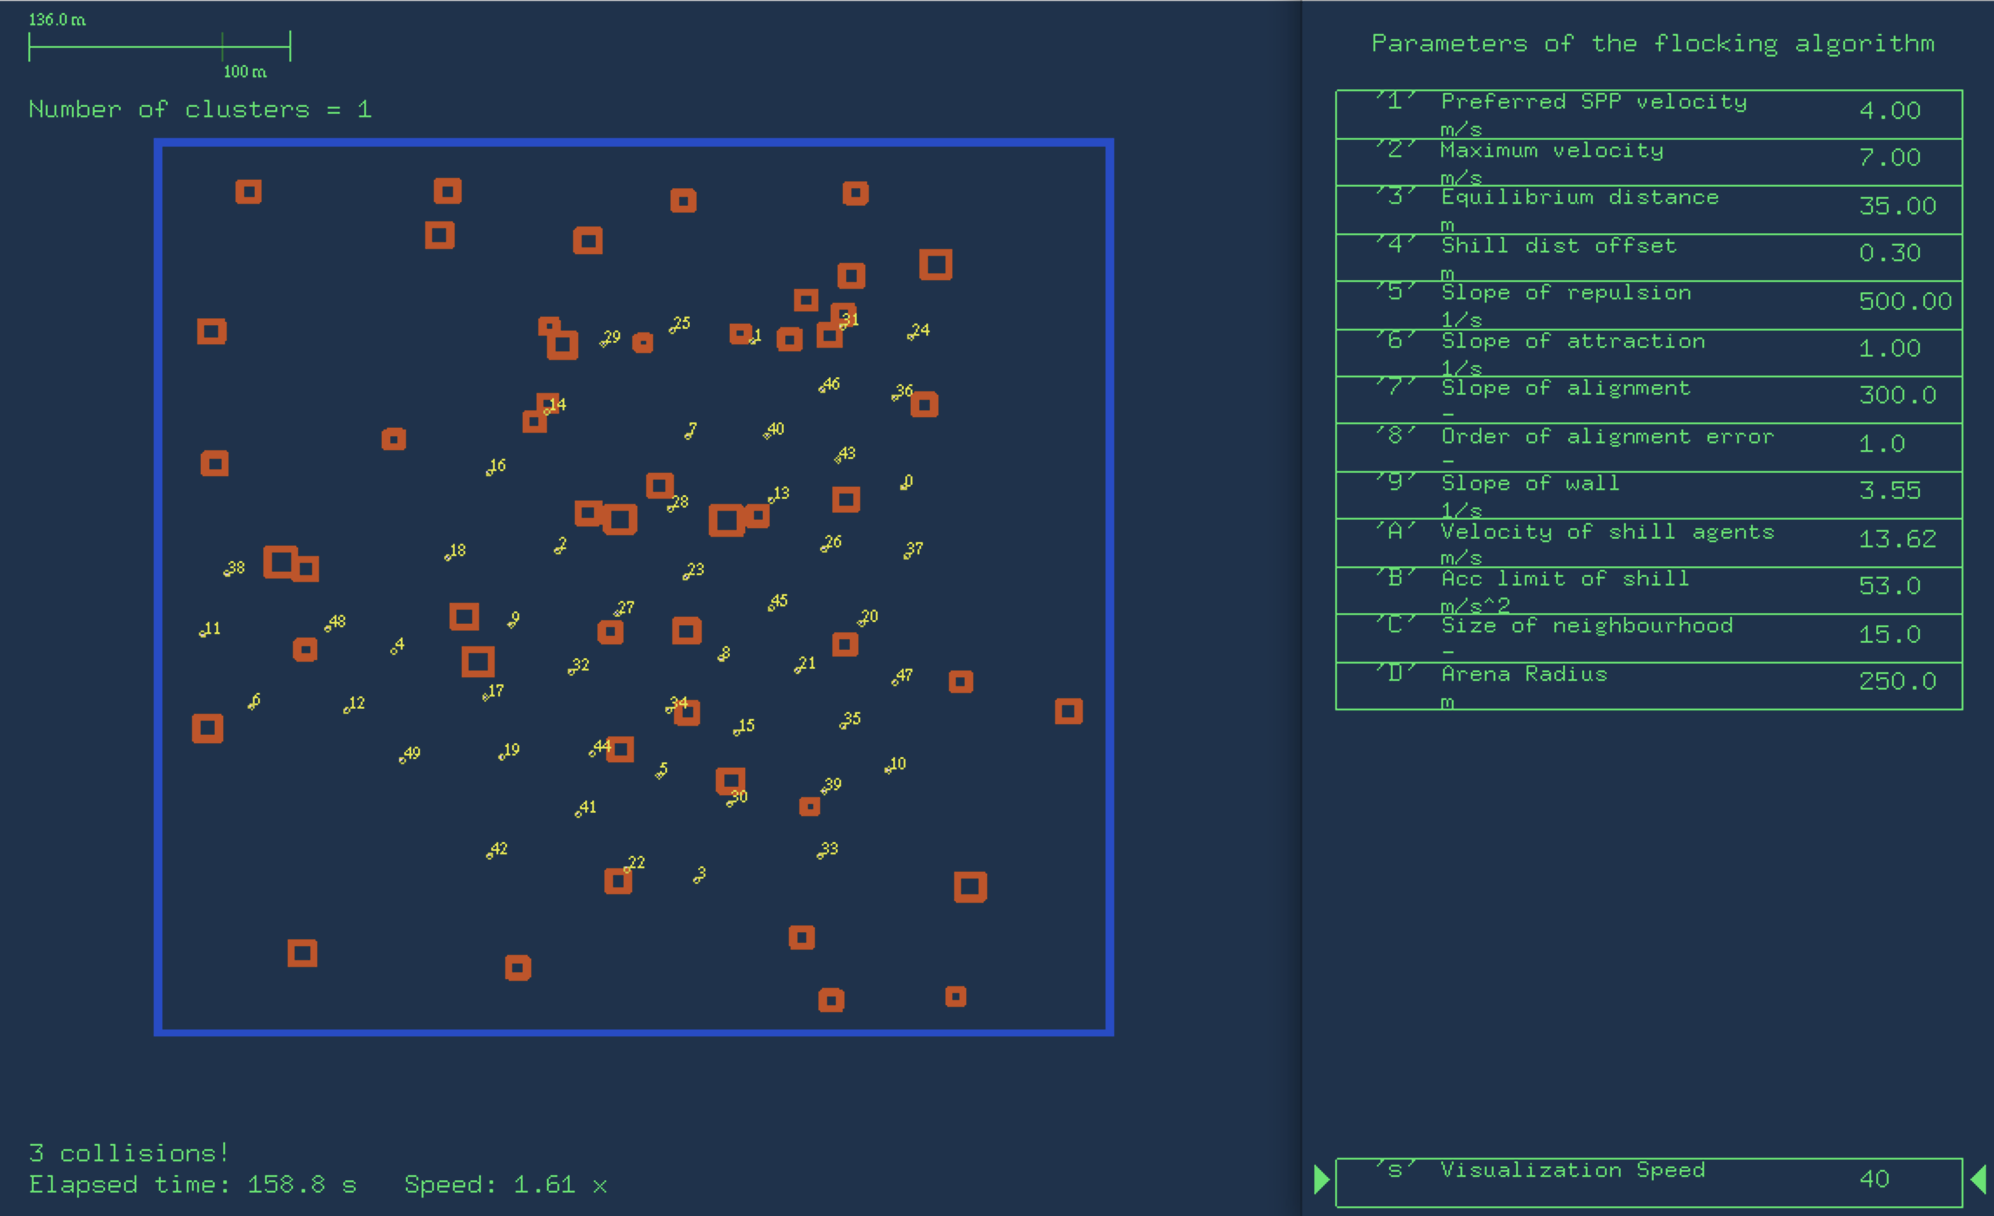 136.0 m
100 m
Number of clusters = 1
29
25
1
31
24
46
36
14
7
40
43
16
0
13
28
18
2
26
37
38
23
45
27
20
11
48
9
4
8
21
32
47
6
12
17
34
15
35
49
19
44
5
10
39
30
41
42
22
3
33
3 collisions!
Elapsed time: 158.8 s Speed: 1.61 x
Parameters of the flocking algorithm
'1' Preferred SPP velocity 4.00
m/s
'2' Maximum velocity 7.00
m/s
'3' Equilibrium distance 35.00
m
'4' Shill dist offset 0.30
m
'5' Slope of repulsion 500.00
1/s
'6' Slope of attraction 1.00
1/s
'7' Slope of alignment 300.0
-
'8' Order of alignment error 1.0
-
'9' Slope of wall 3.55
1/s
'A' Velocity of shill agents 13.62
m/s
'B' Acc limit of shill 53.0
m/s^2
'C' Size of neighbourhood 15.0
-
'D' Arena Radius 250.0
m
's' Visualization Speed 40